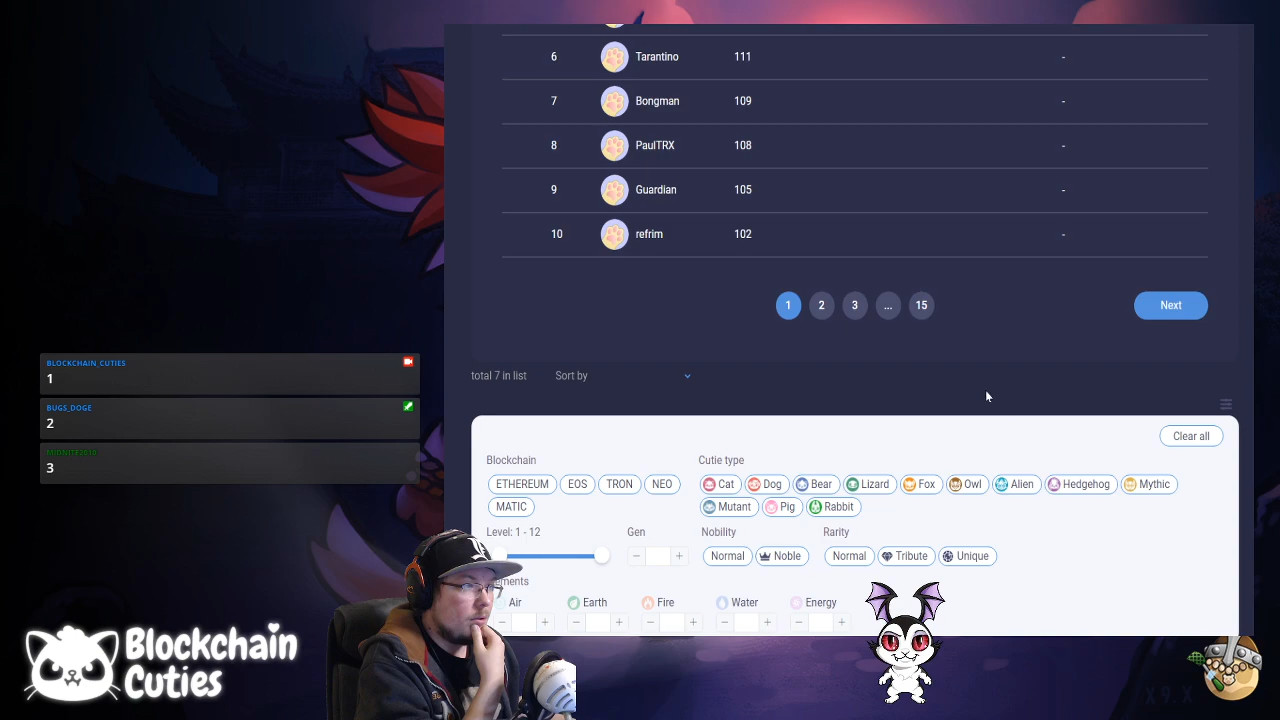 6 Tarantino 111 -
7 Bongman 109 -
8 PaulTRX 108 -
9 Guardian 105 -
10 refrim 102 -
1 2 3 ... 15 Next
total 7 in list Sort by
Clear all
Blockchain Cutie type
ETHEREUM EOS TRON NEO Cat Dog Bear Lizard Fox Owl Alien Hedgehog Mythic
MATIC Mutant Pig Rabbit
Level: 1 - 12 Gen Nobility Rarity
Normal Noble Normal Tribute Unique
Air Earth Fire Water Energy
BLOCKCHAIN_CUTIES
1
BUGS_DOGE
2
3
Blockchain
Cuties